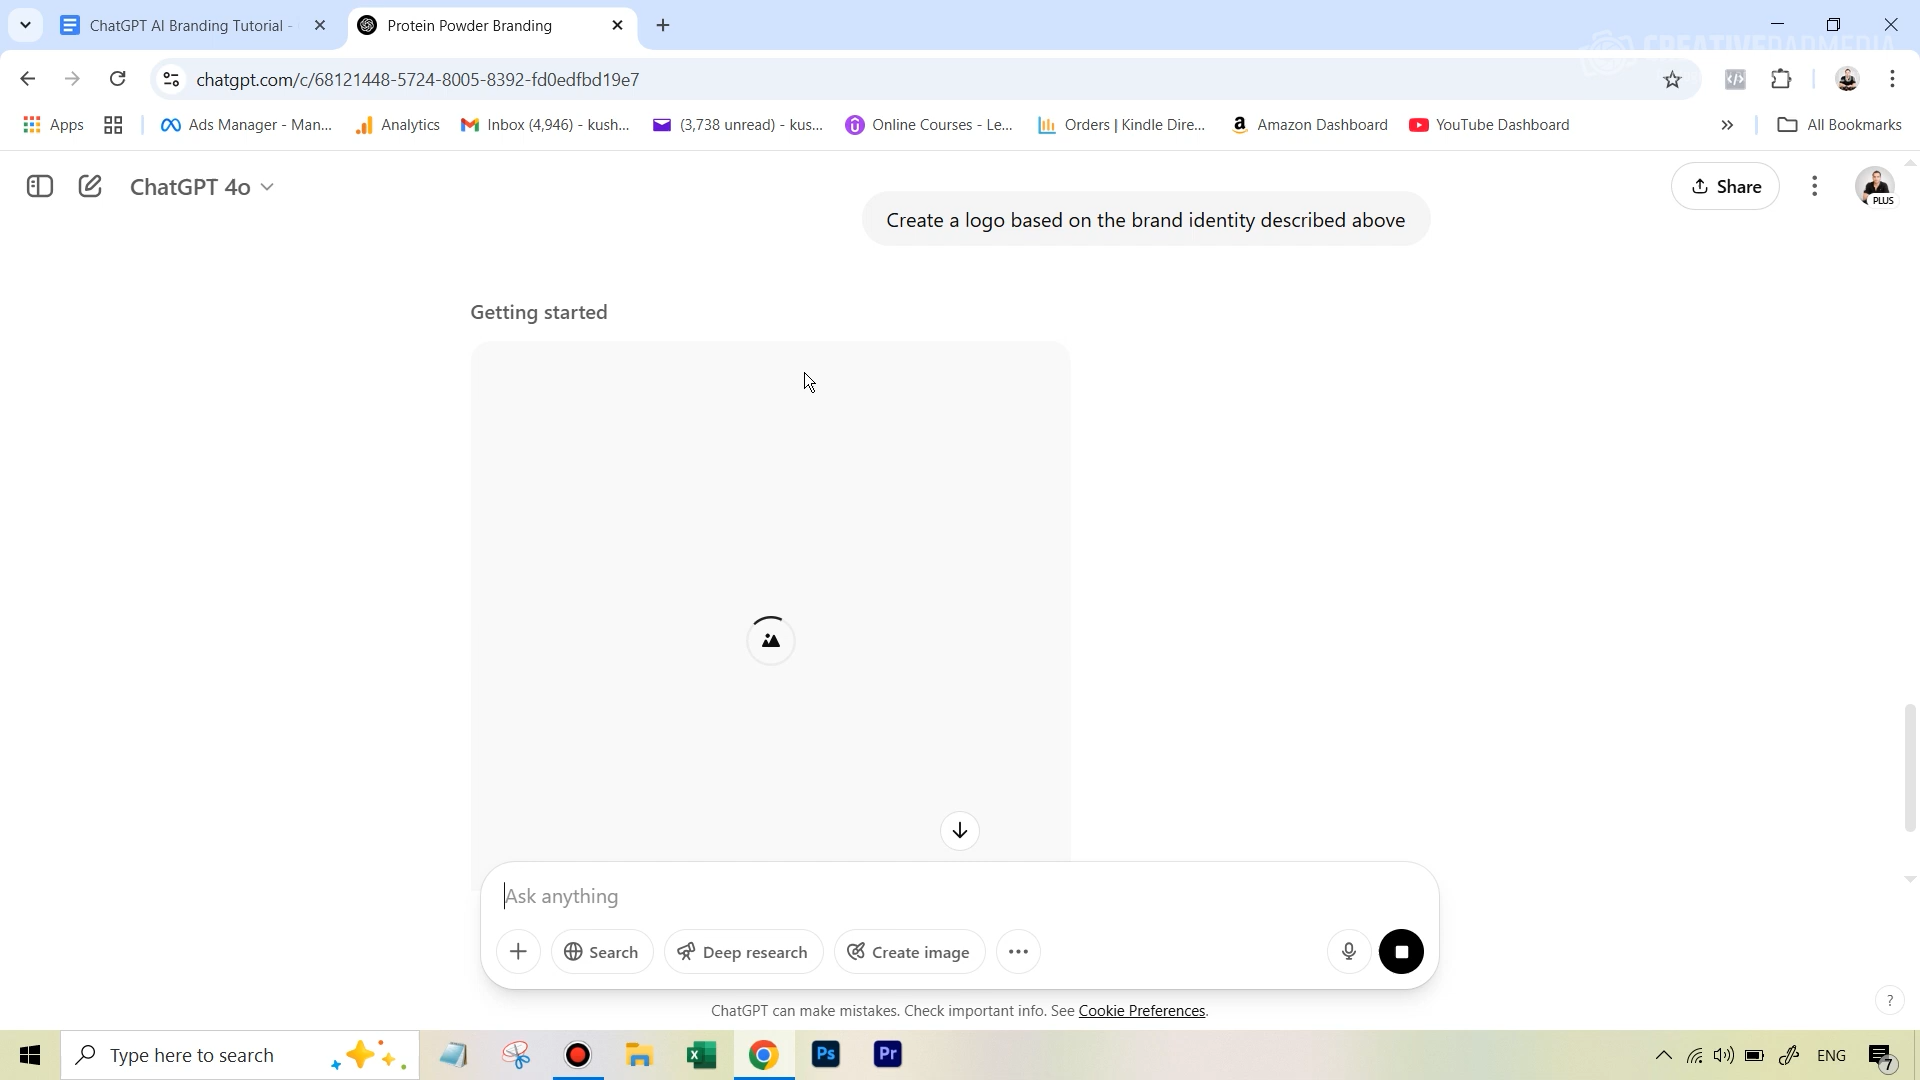 ChatGPT AI Branding Tutorial -
Protein Powder Branding
CREATIVEPADMEDIA
chatgpt.com/c/68121448-5724-8005-8392-fd0edfbd19e7
Apps
Ads Manager - Man...
Analytics
Inbox (4,946) - kush...
(3,738 unread) - kus...
Online Courses - Le...
Orders | Kindle Dire...
Amazon Dashboard
YouTube Dashboard
All Bookmarks
ChatGPT 4o
Share
PLUS
Create a logo based on the brand identity described above
Getting started
Ask anything
Search
Deep research
Create image
ChatGPT can make mistakes. Check important info. See Cookie Preferences.
?
Type here to search
Ps
Pr
ENG
7